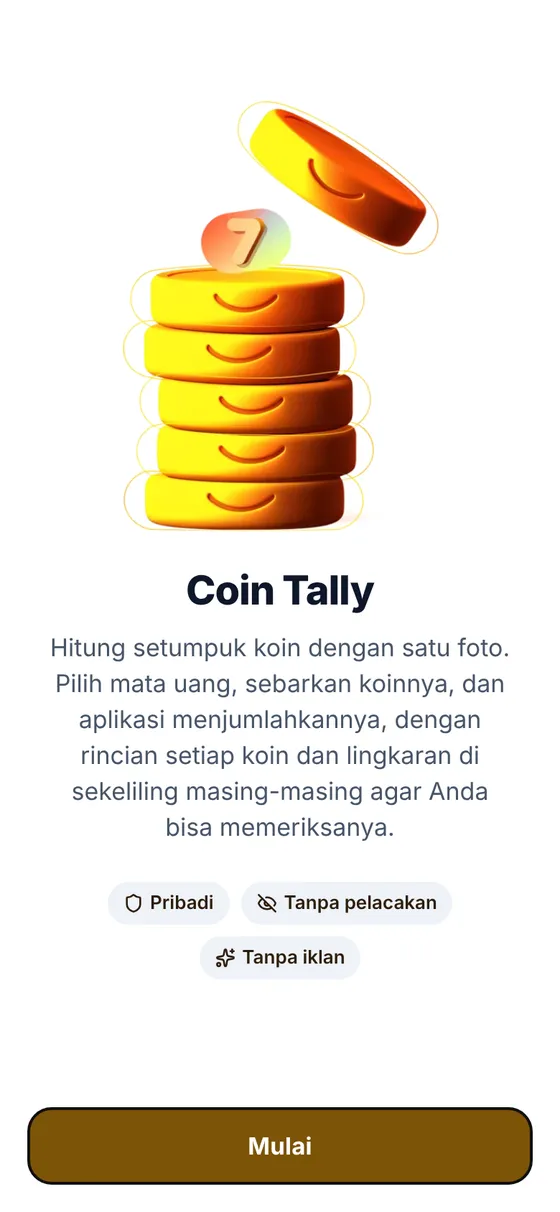 7
Coin Tally
Hitung setumpuk koin dengan satu foto.
Pilih mata uang, sebarkan koinnya, dan
aplikasi menjumlahkannya, dengan
rincian setiap koin dan lingkaran di
sekeliling masing-masing agar Anda
bisa memeriksanya.
Pribadi
Tanpa pelacakan
Tanpa iklan
Mulai